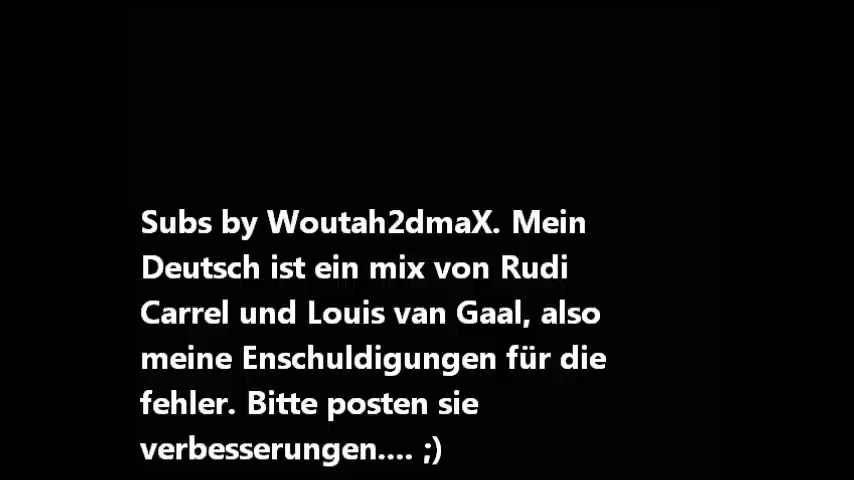 Subs by Woutah2dmaX. Mein
Deutsch ist ein mix von Rudi
Carrel und Louis van Gaal, also
meine Enschuldigungen für die
fehler. Bitte posten sie
verbesserungen.... ;)